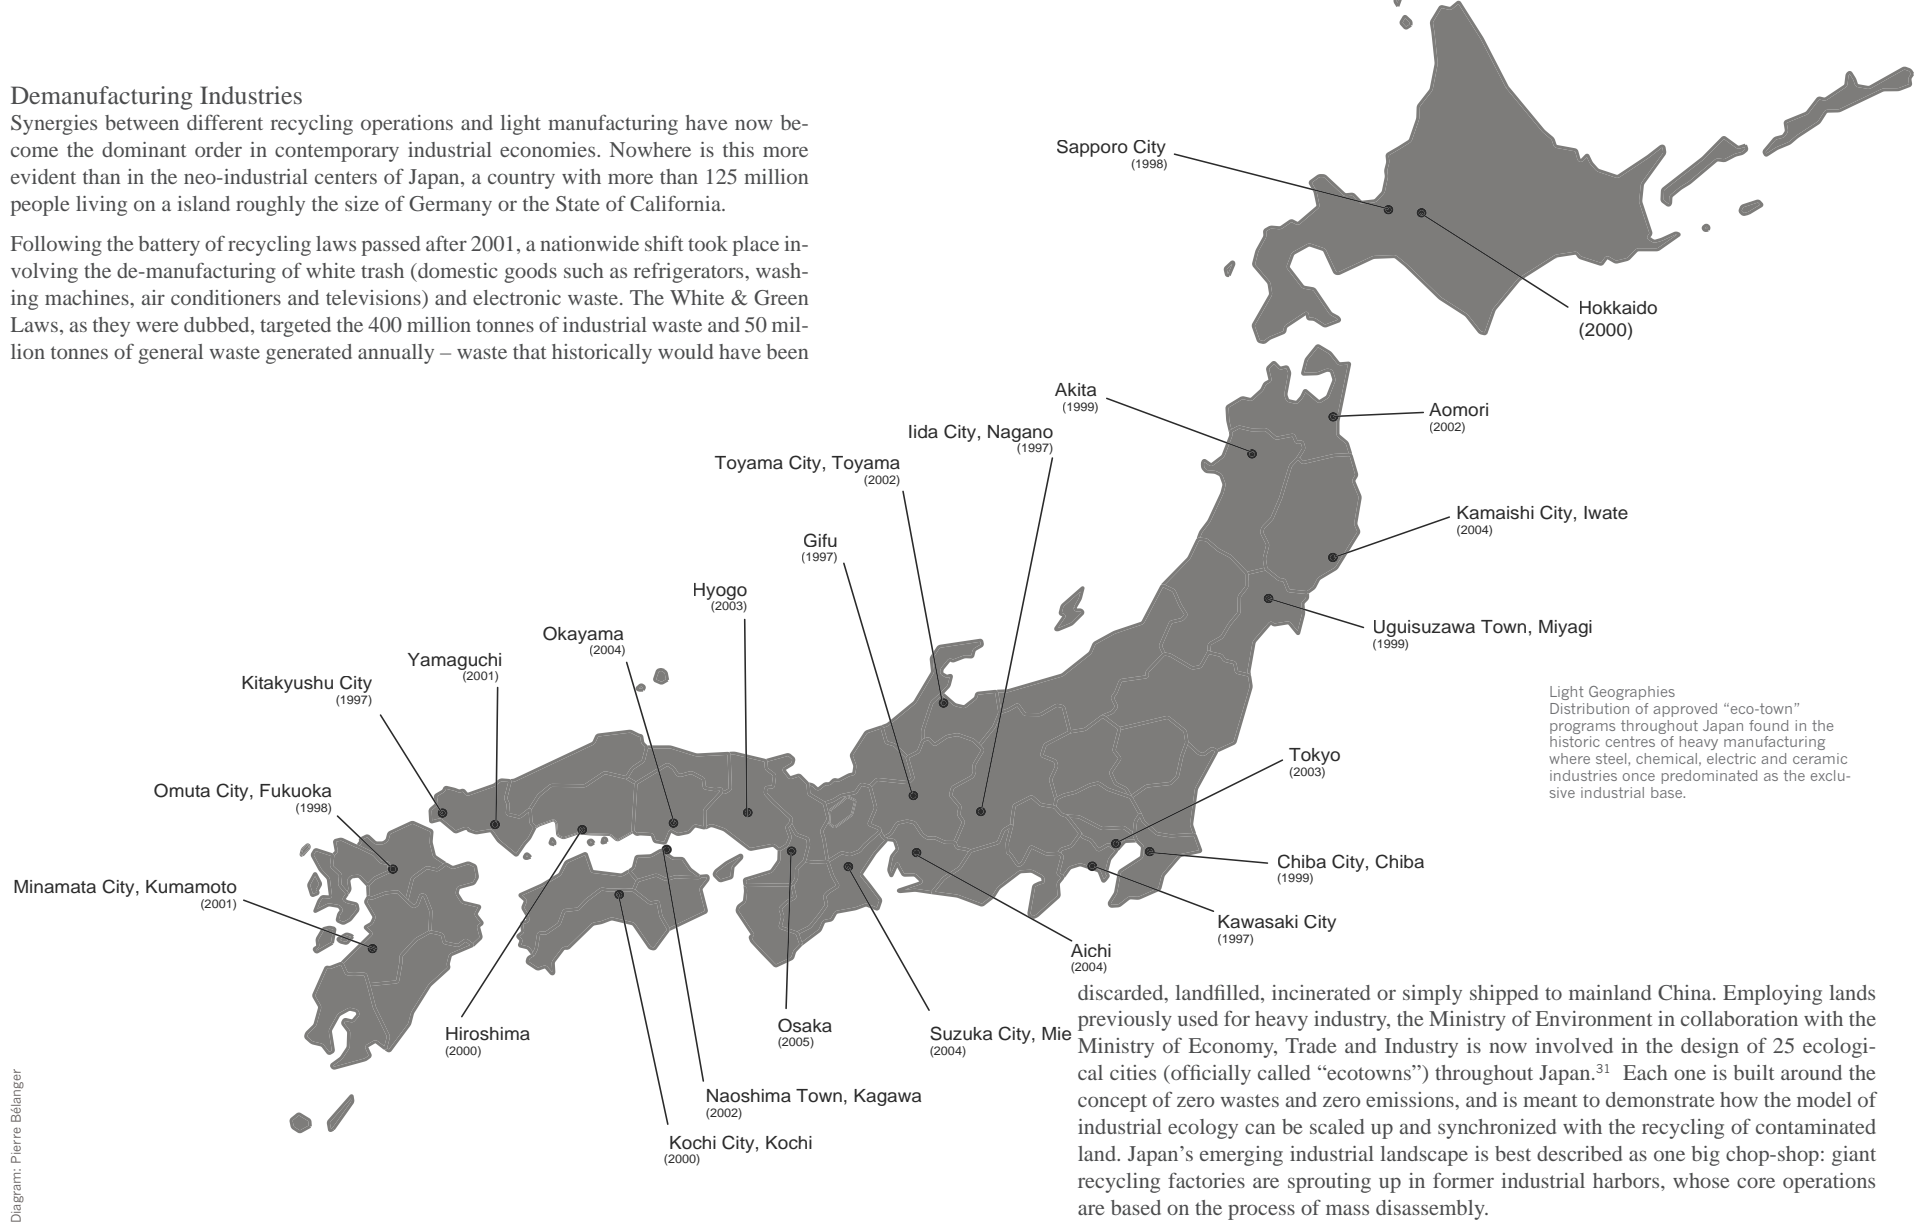 Demanufacturing Industries
Synergies between different recycling operations and light manufacturing have now be-
come the dominant order in contemporary industrial economies. Nowhere is this more
evident than in the neo-industrial centers of Japan, a country with more than 125 million
people living on a island roughly the size of Germany or the State of California.
Following the battery of recycling laws passed after 2001, a nationwide shift took place in-
volving the de-manufacturing of white trash (domestic goods such as refrigerators, wash-
ing machines, air conditioners and televisions) and electronic waste. The White & Green
Laws, as they were dubbed, targeted the 400 million tonnes of industrial waste and 50 mil-
lion tonnes of general waste generated annually – waste that historically would have been
Sapporo City
(1998)
Hokkaido
(2000)
Akita
(1999)
Aomori
(2002)
Iida City, Nagano
(1997)
Toyama City, Toyama
(2002)
Kamaishi City, Iwate
(2004)
Gifu
(1997)
Hyogo
(2003)
Uguisuzawa Town, Miyagi
(1999)
Okayama
(2004)
Yamaguchi
(2001)
Kitakyushu City
(1997)
Light Geographies
Distribution of approved “eco-town”
programs throughout Japan found in the
historic centres of heavy manufacturing
where steel, chemical, electric and ceramic
industries once predominated as the exclu-
sive industrial base.
Tokyo
(2003)
Omuta City, Fukuoka
(1998)
Chiba City, Chiba
(1999)
Minamata City, Kumamoto
(2001)
Kawasaki City
(1997)
Aichi
(2004)
Hiroshima
(2000)
Osaka
(2005)
Suzuka City, Mie
(2004)
Naoshima Town, Kagawa
(2002)
Kochi City, Kochi
(2000)
discarded, landfilled, incinerated or simply shipped to mainland China. Employing lands
previously used for heavy industry, the Ministry of Environment in collaboration with the
Ministry of Economy, Trade and Industry is now involved in the design of 25 ecologi-
cal cities (officially called “ecotowns”) throughout Japan.31 Each one is built around the
concept of zero wastes and zero emissions, and is meant to demonstrate how the model of
industrial ecology can be scaled up and synchronized with the recycling of contaminated
land. Japan’s emerging industrial landscape is best described as one big chop-shop: giant
recycling factories are sprouting up in former industrial harbors, whose core operations
are based on the process of mass disassembly.
Diagram: Pierre Bélanger